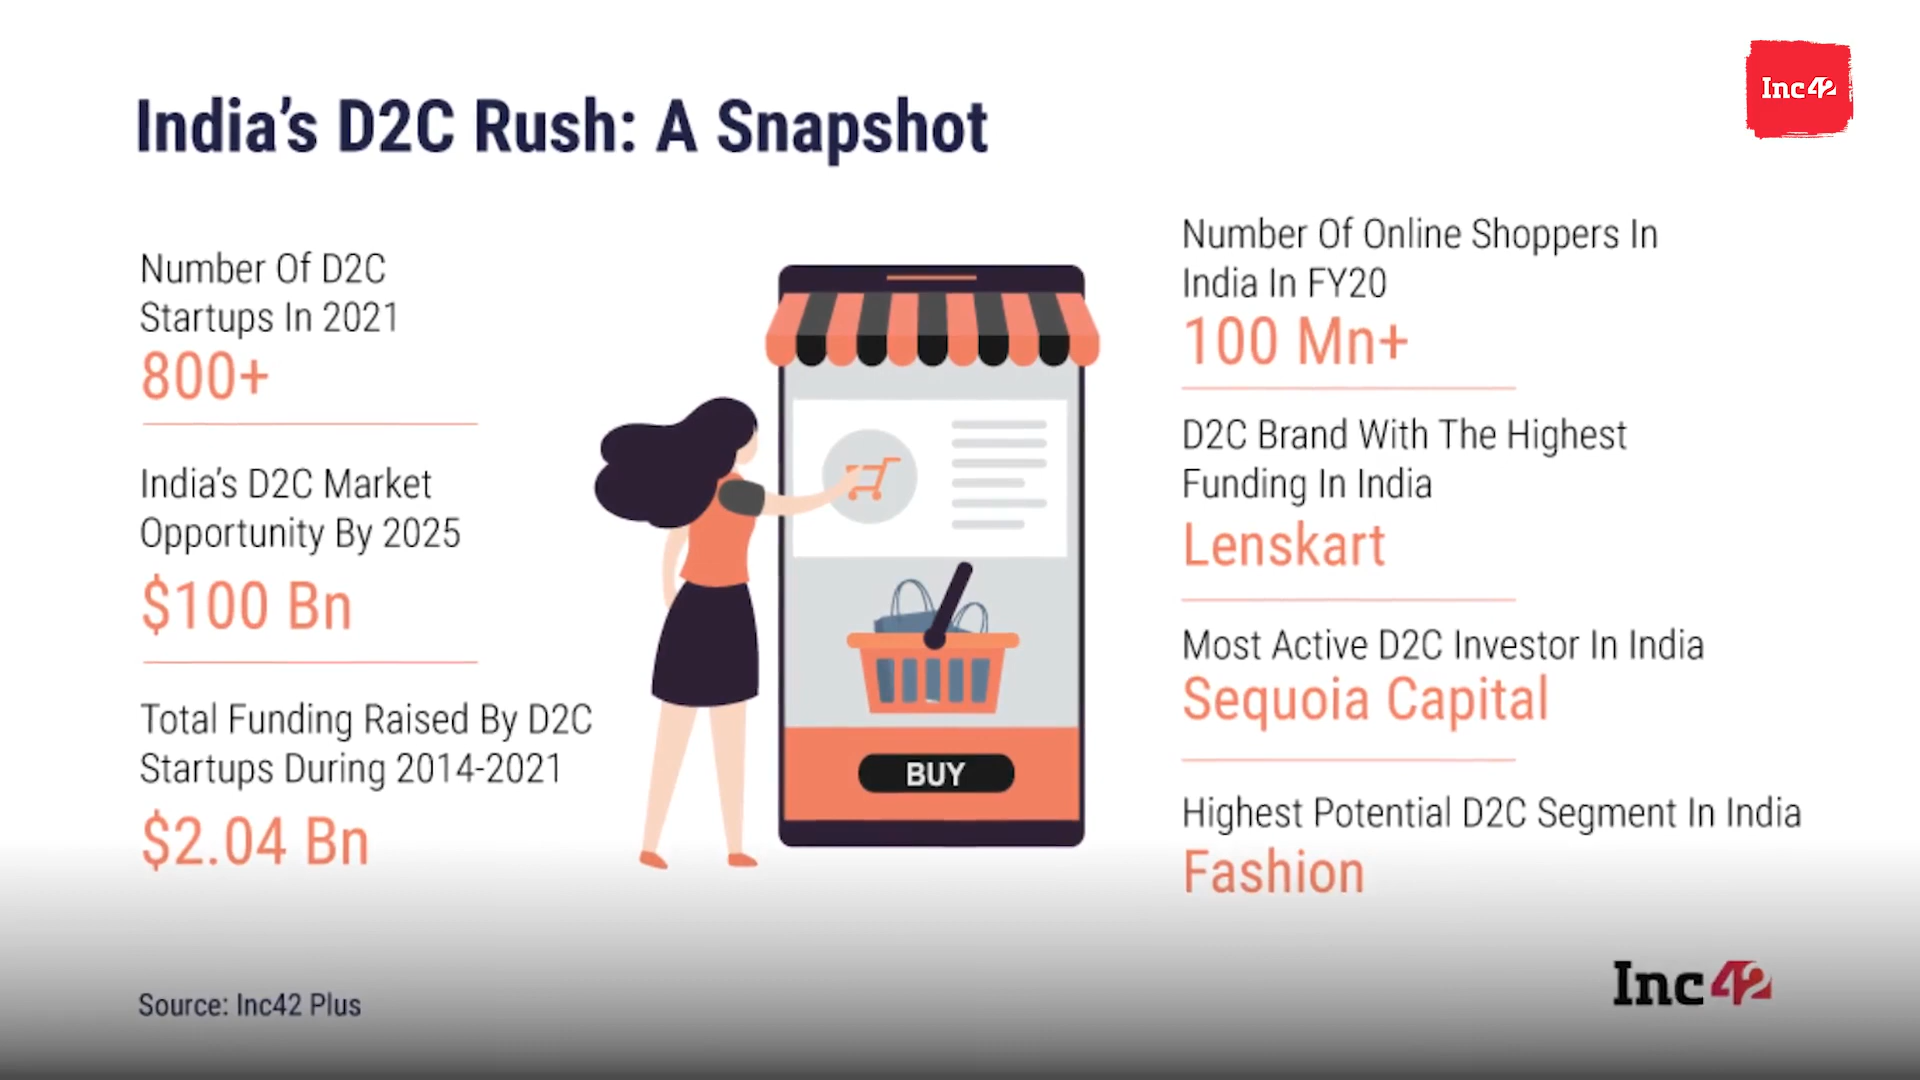 Inc42
India's D2C Rush: A Snapshot
Number Of D2C
Startups In 2021
800+
India's D2C Market
Opportunity By 2025
$100 Bn
Total Funding Raised By D2C
Startups During 2014-2021
$2.04 Bn
BUY
Number Of Online Shoppers In
India In FY20
100 Mn+
D2C Brand With The Highest
Funding In India
Lenskart
Most Active D2C Investor In India
Sequoia Capital
Highest Potential D2C Segment In India
Fashion
Source: Inc42 Plus
Inc42